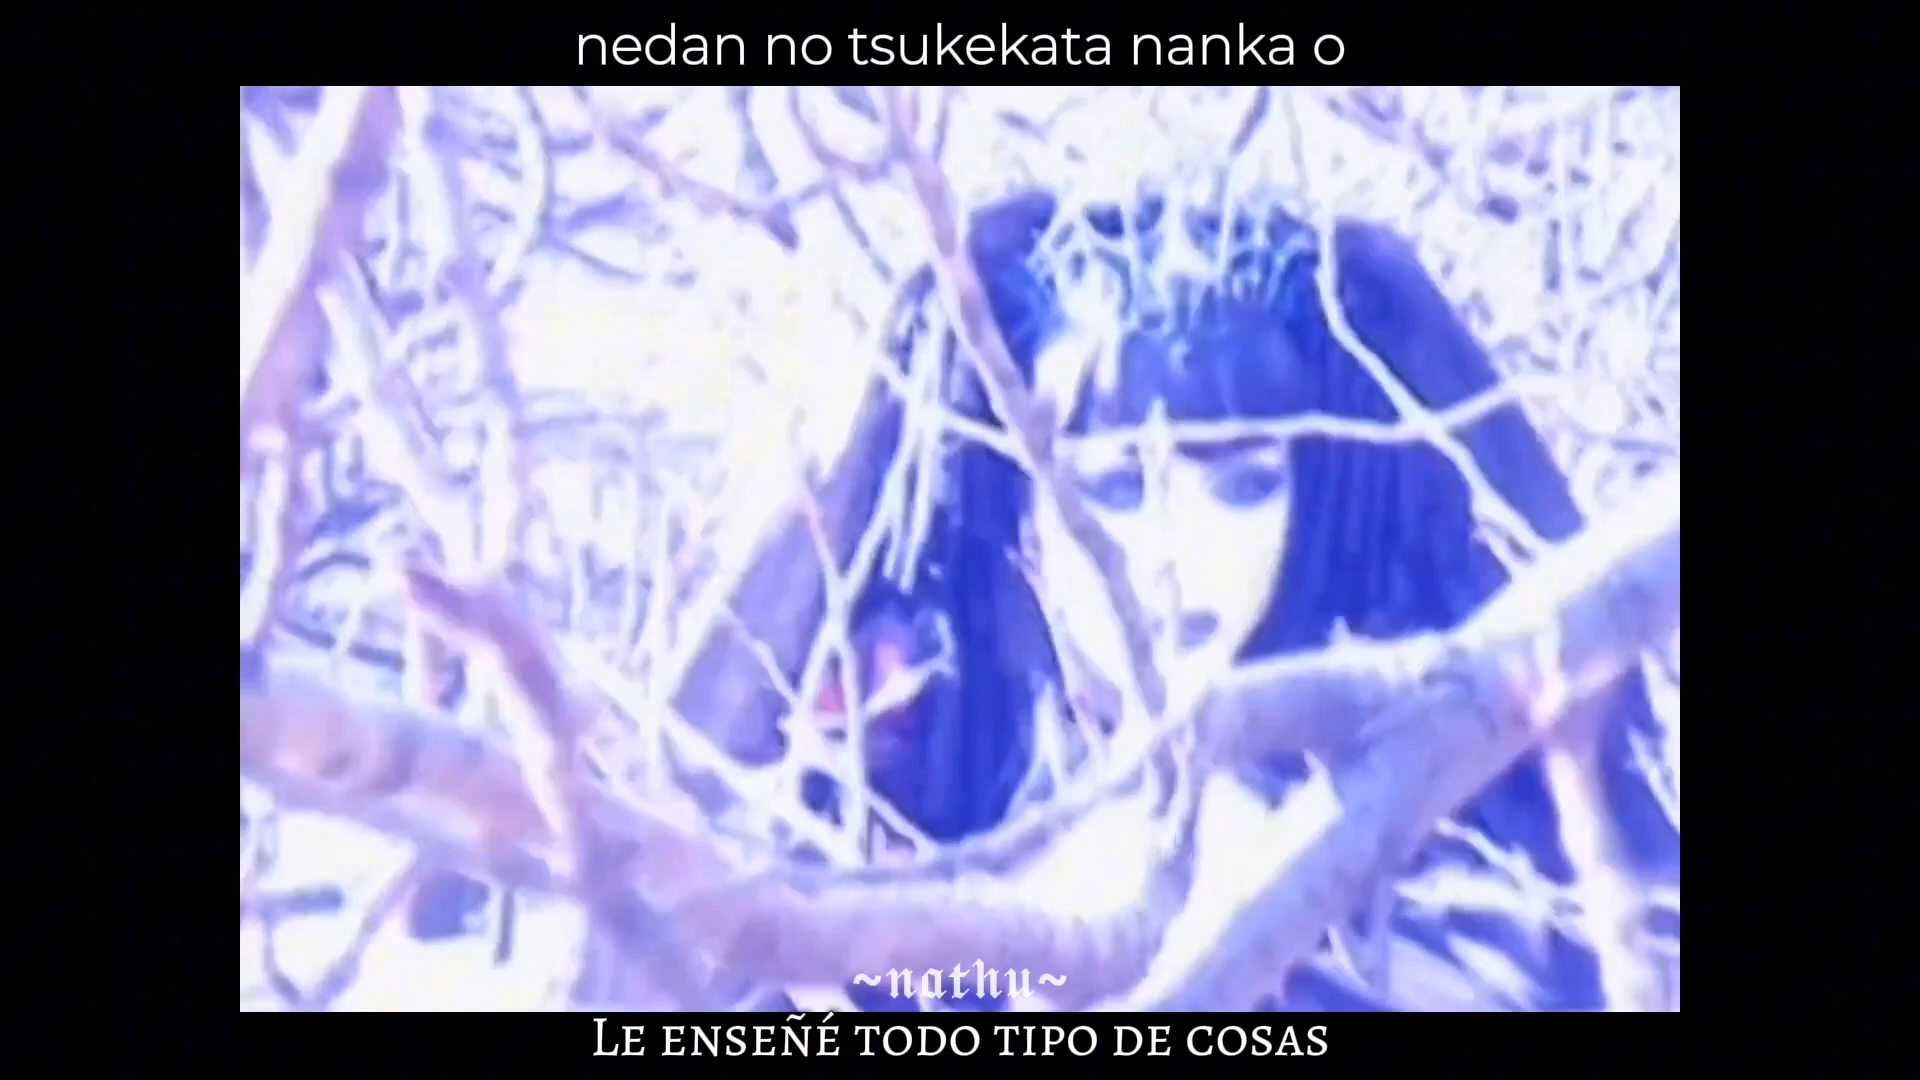 nedan no tsukekata nanka o
~nathu~
Le enseñé todo tipo de cosas